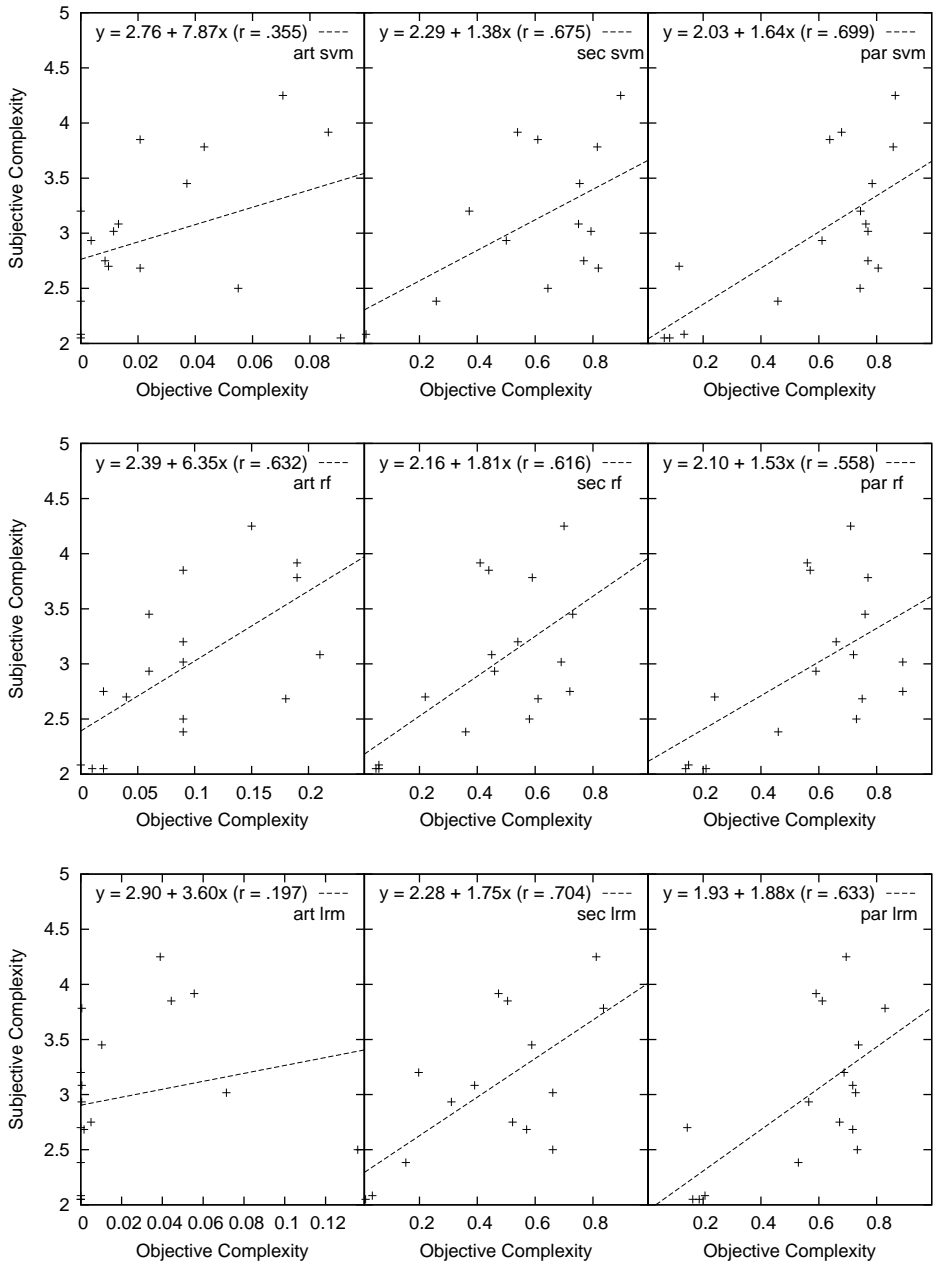 Subjective Complexity
5
4.5
4
3.5
3
2.5
2
y = 2.76 + 7.87x (r = .355)
art svm
0 0.02 0.04 0.06 0.08
Objective Complexity
y = 2.29 + 1.38x (r = .675)
sec svm
0.2 0.4 0.6 0.8
Objective Complexity
y = 2.03 + 1.64x (r = .699)
par svm
0.2 0.4 0.6 0.8
Objective Complexity
Subjective Complexity
5
4.5
4
3.5
3
2.5
2
y = 2.39 + 6.35x (r = .632)
art rf
0 0.05 0.1 0.15 0.2
Objective Complexity
y = 2.16 + 1.81x (r = .616)
sec rf
0.2 0.4 0.6 0.8
Objective Complexity
y = 2.10 + 1.53x (r = .558)
par rf
0.2 0.4 0.6 0.8
Objective Complexity
Subjective Complexity
5
4.5
4
3.5
3
2.5
2
y = 2.90 + 3.60x (r = .197)
art lrm
0 0.02 0.04 0.06 0.08 0.1 0.12
Objective Complexity
y = 2.28 + 1.75x (r = .704)
sec lrm
0.2 0.4 0.6 0.8
Objective Complexity
y = 1.93 + 1.88x (r = .633)
par lrm
0.2 0.4 0.6 0.8
Objective Complexity